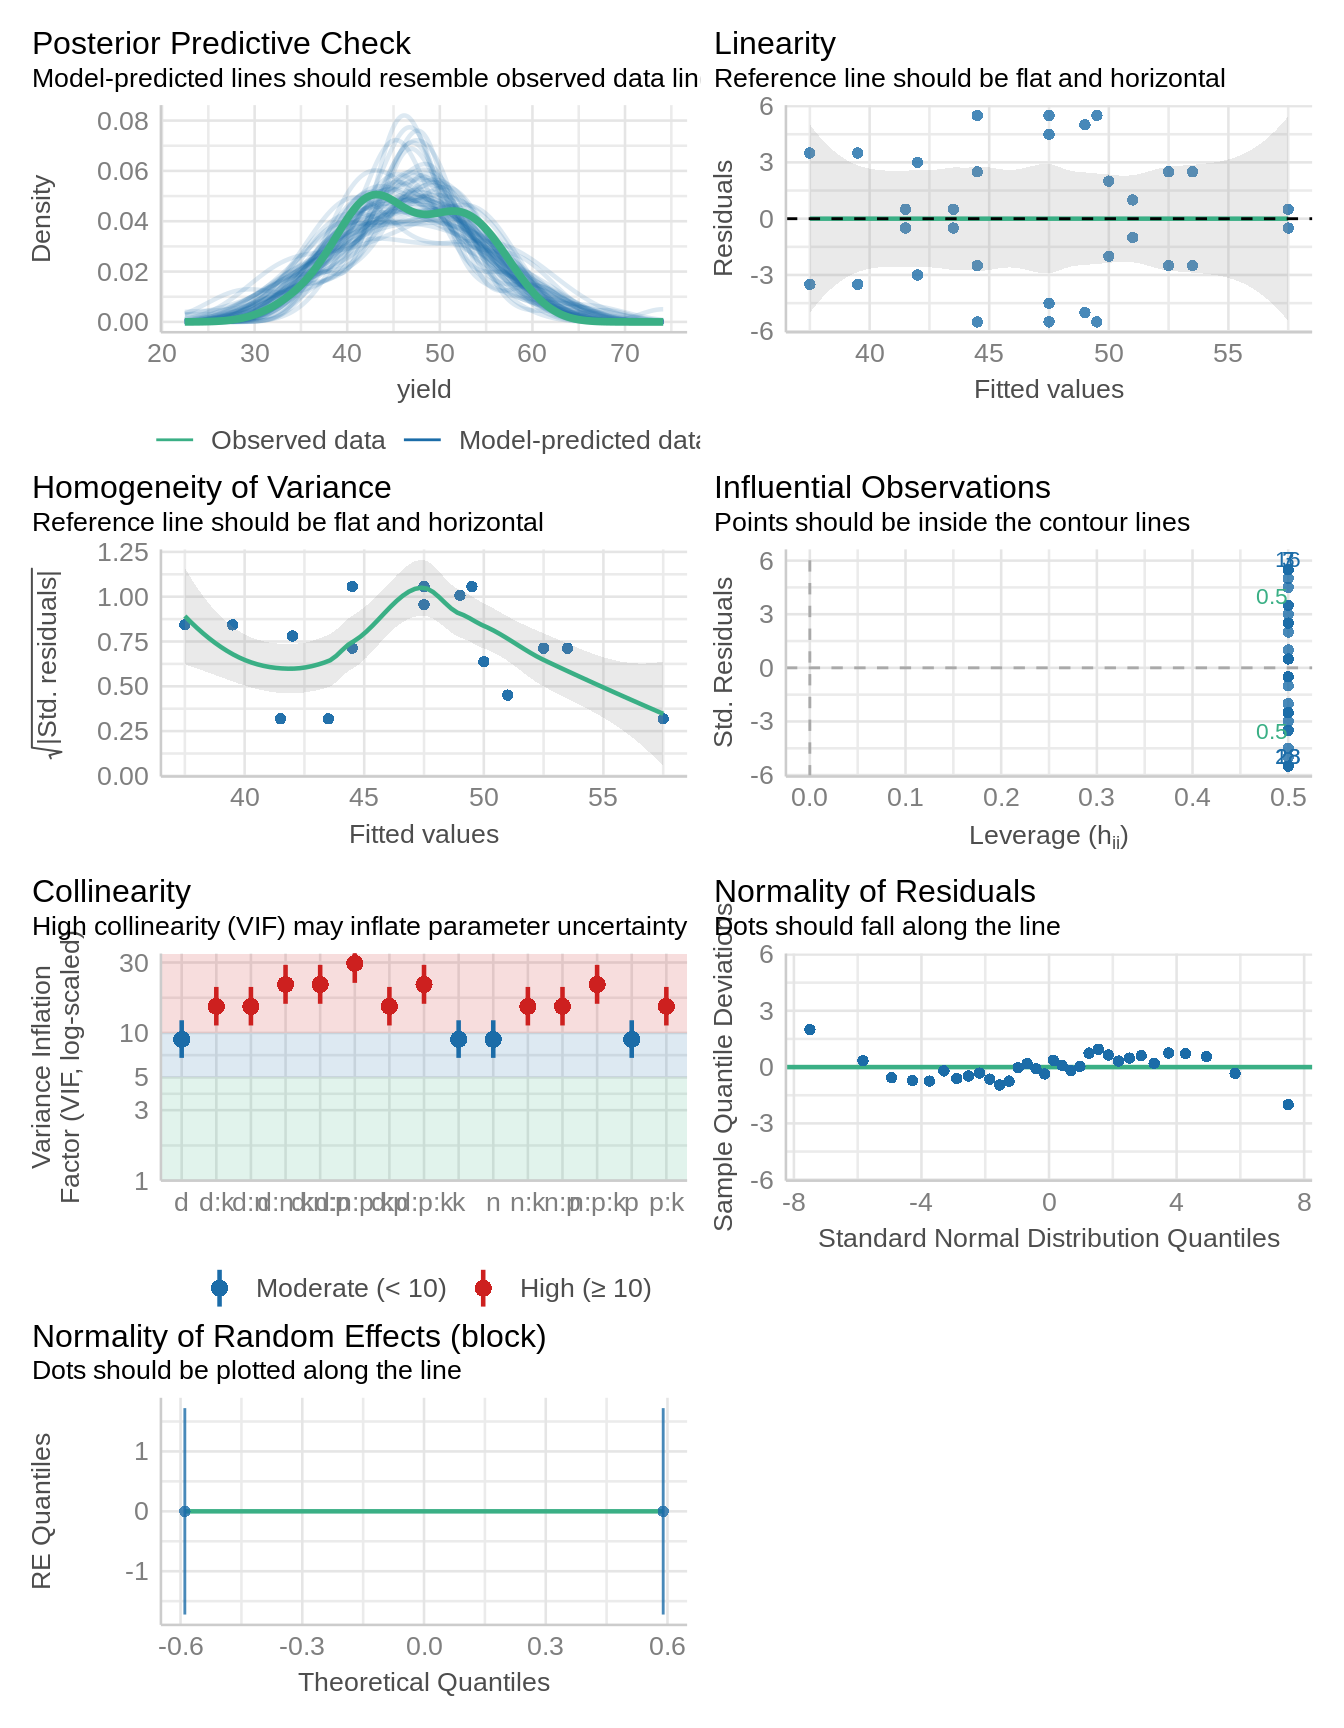 Posterior Predictive Check
Model-predicted lines should resemble observed data lin
Density
0.08
0.06
0.04
0.02
0.00
20 30 40 50 60 70
yield
Observed data Model-predicted data
Linearity
Reference line should be flat and horizontal
Residuals
6
3
0
-3
-6
40 45 50 55
Fitted values
Homogeneity of Variance
Reference line should be flat and horizontal
√|Std. residuals|
1.25
1.00
0.75
0.50
0.25
0.00
40 45 50 55
Fitted values
Influential Observations
Points should be inside the contour lines
Std. Residuals
6
3
0
-3
-6
0.5
0.5
0.0 0.1 0.2 0.3 0.4 0.5
Leverage (hii)
Collinearity
High collinearity (VIF) may inflate parameter uncertainty
Variance Inflation
Factor (VIF, log-scaled)
30
10
5
3
1
d d:k k n n:k p p:k
Moderate (< 10) High (≥ 10)
Normality of Residuals
Dots should fall along the line
Sample Quantile Deviations
6
3
0
-3
-6
-8 -4 0 4 8
Standard Normal Distribution Quantiles
Normality of Random Effects (block)
Dots should be plotted along the line
RE Quantiles
1
0
-1
-0.6 -0.3 0.0 0.3 0.6
Theoretical Quantiles